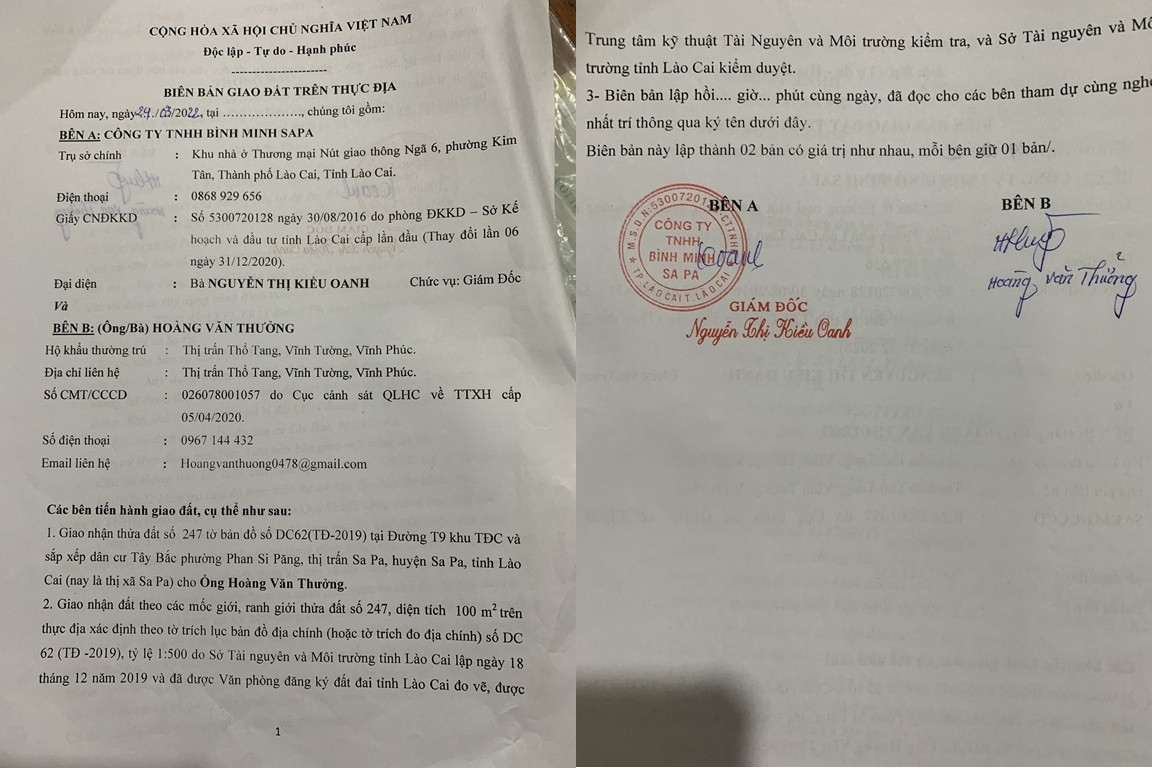 CỘNG HÒA XÃ HỘI CHỦ NGHĨA VIỆT NAM
Độc lập - Tự do - Hạnh phúc
-----------------------
BIÊN BẢN GIAO ĐẤT TRÊN THỰC ĐỊA
Hôm nay, ngày 24/03/2022, tại ………………., chúng tôi gồm:
BÊN A: CÔNG TY TNHH BÌNH MINH SAPA
Trụ sở chính : Khu nhà ở Thương mại Nút giao thông Ngã 6, phường Kim
Tân, Thành phố Lào Cai, Tỉnh Lào Cai.
Điện thoại : 0868 929 656
Giấy CNĐKKD : Số 5300720128 ngày 30/08/2016 do phòng ĐKKD – Sở Kế
hoạch và đầu tư tỉnh Lào Cai cấp lần đầu (Thay đổi lần 06
ngày 31/12/2020).
Đại diện : Bà NGUYỄN THỊ KIỀU OANH Chức vụ: Giám Đốc
Và
BÊN B: (Ông/Bà) HOÀNG VĂN THƯỞNG
Hộ khẩu thường trú : Thị trấn Thổ Tang, Vĩnh Tường, Vĩnh Phúc.
Địa chỉ liên hệ : Thị trấn Thổ Tang, Vĩnh Tường, Vĩnh Phúc.
Số CMT/CCCD : 026078001057 do Cục cảnh sát QLHC về TTXH cấp
05/04/2020.
Số điện thoại : 0967 144 432
Email liên hệ : Hoangvanthuong0478@gmail.com
Các bên tiến hành giao đất, cụ thể như sau:
1. Giao nhận thửa đất số 247 tờ bản đồ số DC62(TĐ-2019) tại Đường T9 khu TĐC và
sắp xếp dân cư Tây Bắc phường Phan Si Păng, thị trấn Sa Pa, huyện Sa Pa, tỉnh Lào
Cai (nay là thị xã Sa Pa) cho Ông Hoàng Văn Thưởng.
2. Giao nhận đất theo các mốc giới, ranh giới thửa đất số 247, diện tích 100 m² trên
thực địa xác định theo tờ trích lục bản đồ địa chính (hoặc tờ trích đo địa chính) số DC
62 (TĐ -2019), tỷ lệ 1:500 do Sở Tài nguyên và Môi trường tỉnh Lào Cai lập ngày 18
tháng 12 năm 2019 và đã được Văn phòng đăng ký đất đai tỉnh Lào Cai đo vẽ, được
1
Trung tâm kỹ thuật Tài Nguyên và Môi trường kiểm tra, và Sở Tài nguyên và Mô
trường tỉnh Lào Cai kiểm duyệt.
3- Biên bản lập hồi.... giờ... phút cùng ngày, đã đọc cho các bên tham dự cùng nghe
nhất trí thông qua ký tên dưới đây.
Biên bản này lập thành 02 bản có giá trị như nhau, mỗi bên giữ 01 bản/.
BÊN A
BÊN B
CÔNG TY
TNHH
BÌNH MINH
SA PA
TP.LÀO CAI T.LÀO CAI
GIÁM ĐỐC
Nguyễn Thị Kiều Oanh
Hoàng Văn Thưởng